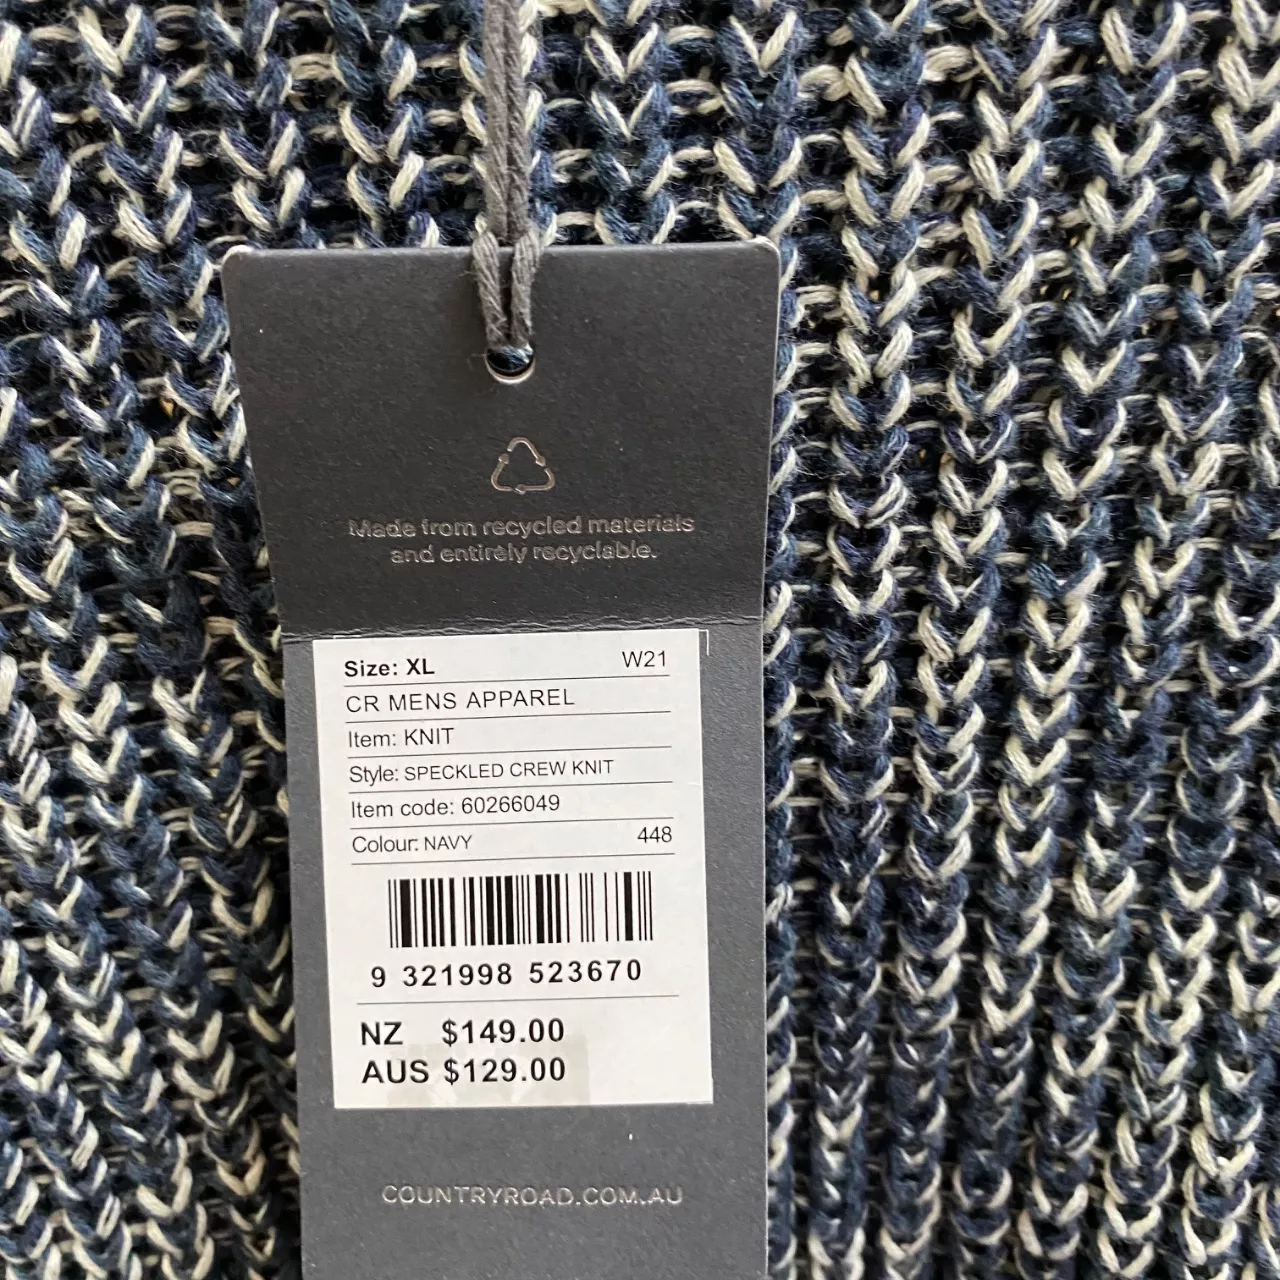 Made from recycled materials
and entirely recyclable.
Size: XL W21
CR MENS APPAREL
Item: KNIT
Style: SPECKLED CREW KNIT
Item code: 60266049
Colour: NAVY 448
9 321998 523670
NZ $149.00
AUS $129.00
COUNTRYROAD.COM.AU